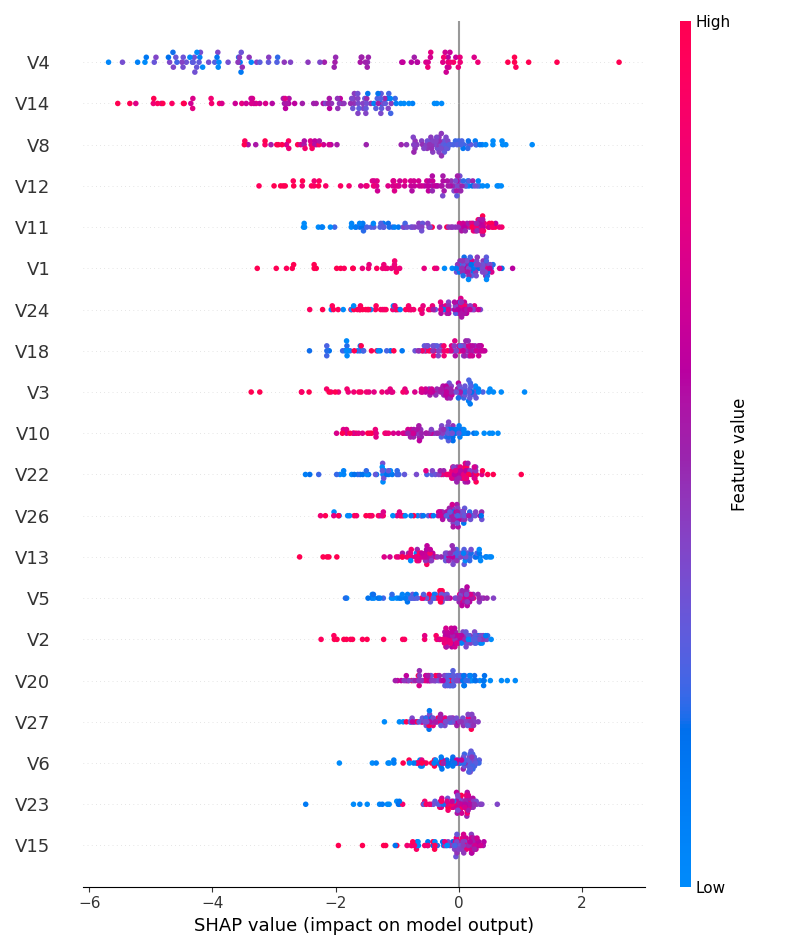 High
V4
V14
V8
V12
V11
V1
V24
V18
V3
V10
V22
V26
V13
V5
V2
V20
V27
V6
V23
V15
Feature value
Low
−6 −4 −2 0 2
SHAP value (impact on model output)